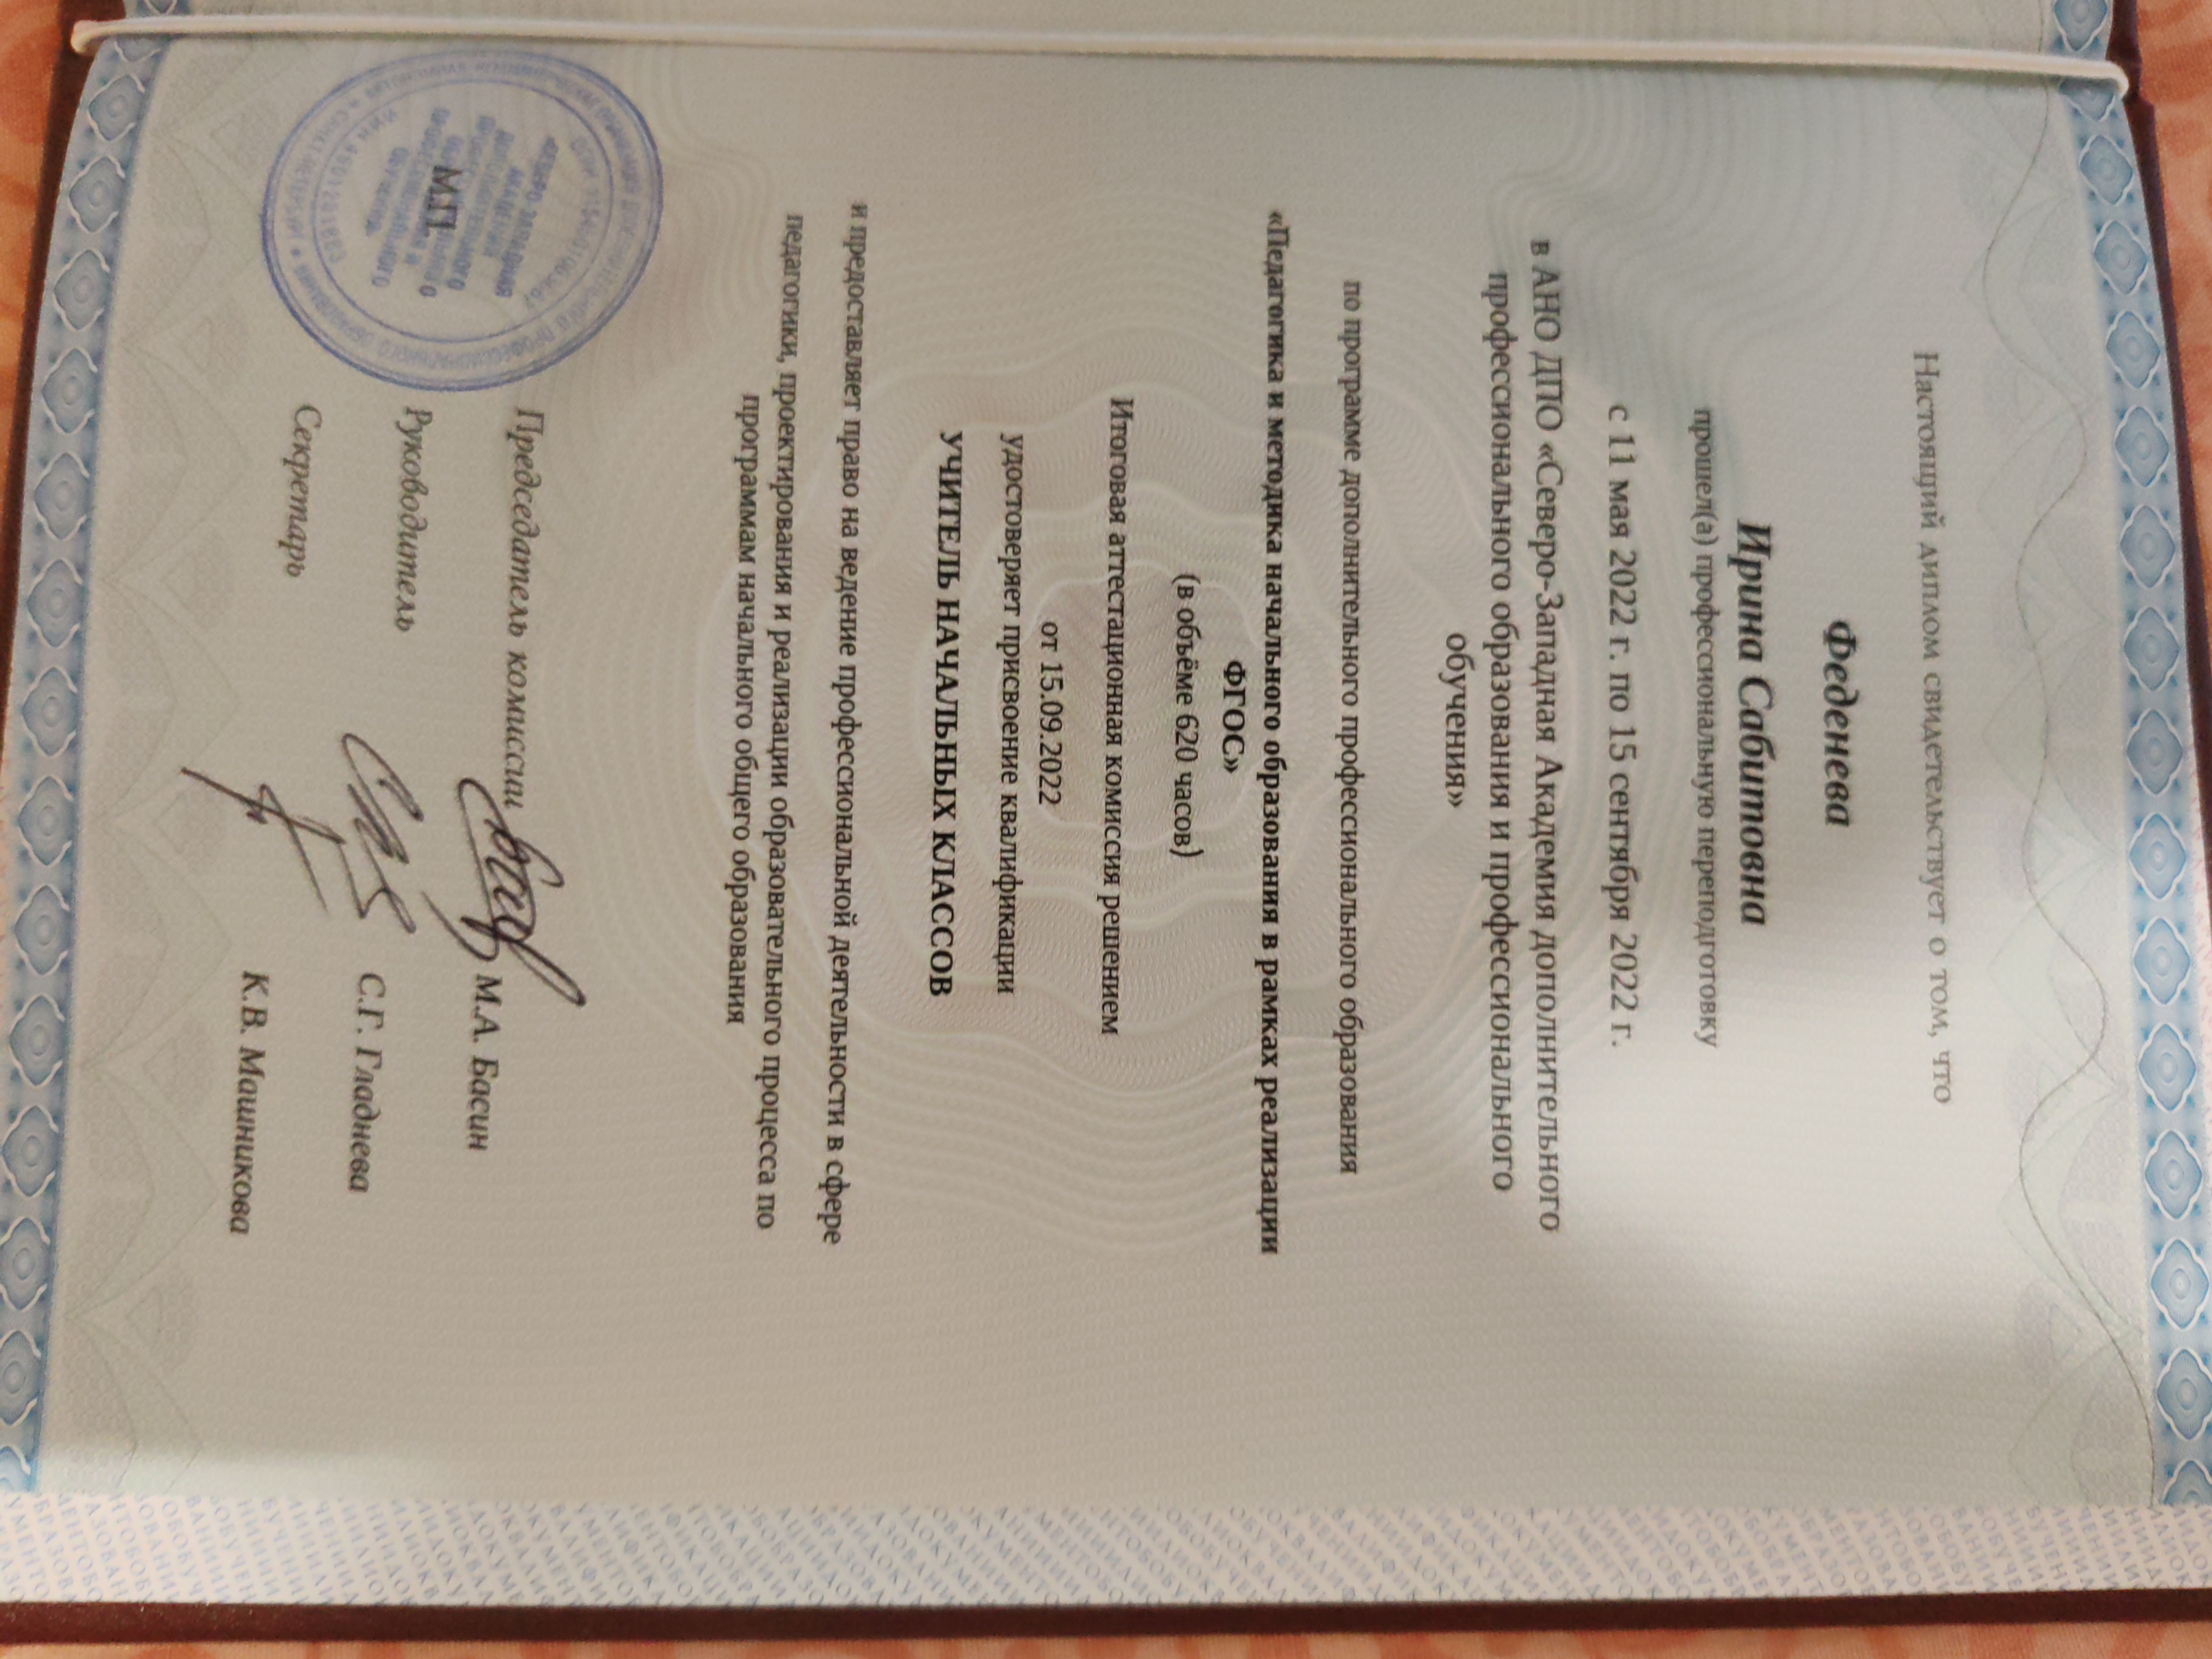 Настоящий диплом свидетельствует о том, что
Феденева
Ирина Сабитовна
прошел(а) профессиональную переподготовку
с 11 мая 2022 г. по 15 сентября 2022 г.
в АНО ДПО «Северо-Западная Академия дополнительного
профессионального образования и профессионального
обучения»
по программе дополнительного профессионального образования
«Педагогика и методика начального образования в рамках реализации
ФГОС»
(в объёме 620 часов)
Итоговая аттестационная комиссия решением
от 15.09.2022
удостоверяет присвоение квалификации
УЧИТЕЛЬ НАЧАЛЬНЫХ КЛАССОВ
и предоставляет право на ведение профессиональной деятельности в сфере
педагогики, проектирования и реализации образовательного процесса по
программам начального общего образования
Председатель комиссии М.А. Басин
Руководитель С.Г. Гладнева
Секретарь К.В. Машникова
М.П.